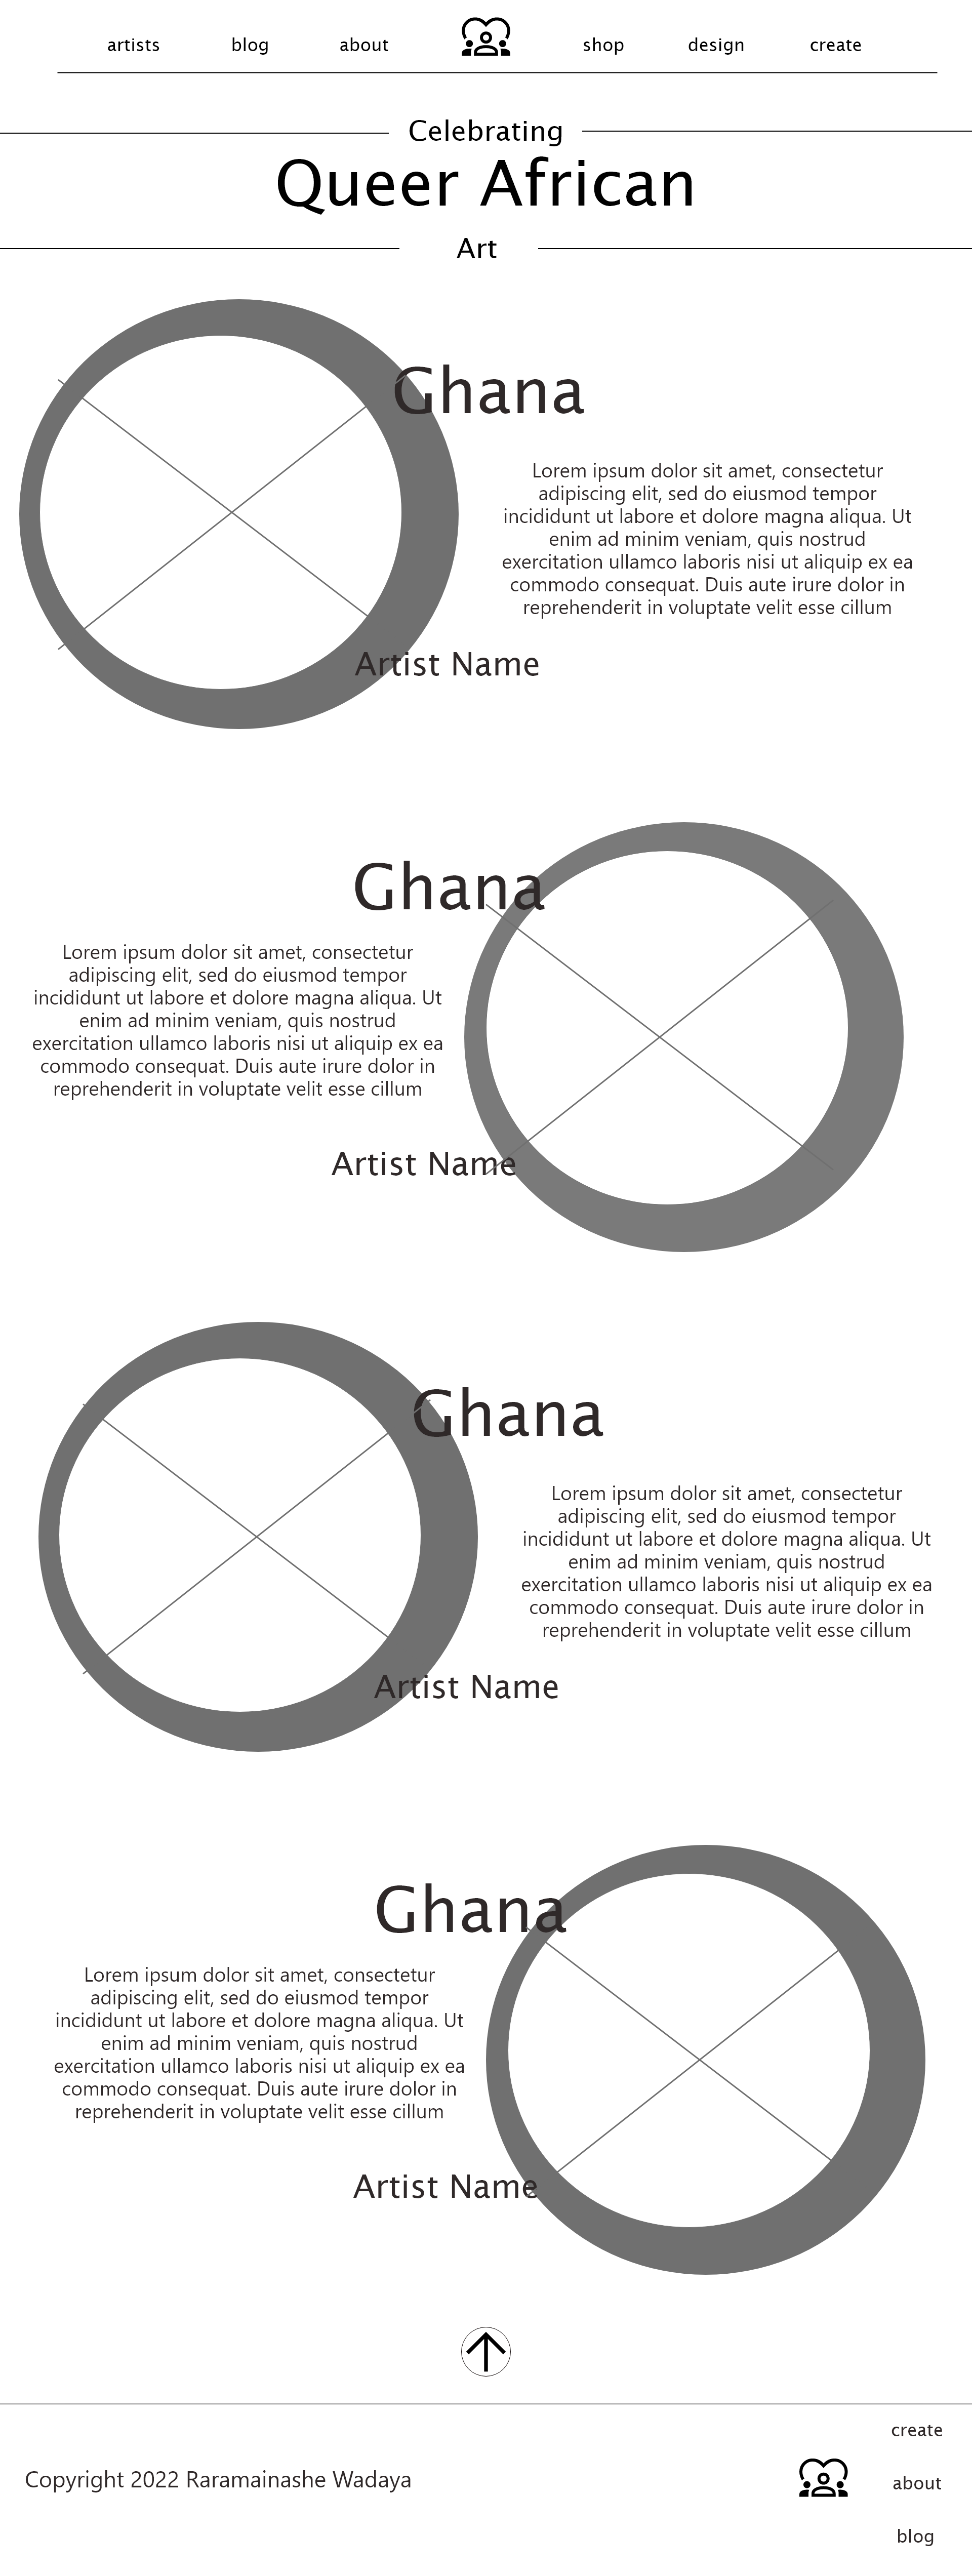 artists blog about shop design create
Celebrating
Queer African
Art
Ghana
Lorem ipsum dolor sit amet, consectetur
adipiscing elit, sed do eiusmod tempor
incididunt ut labore et dolore magna aliqua. Ut
enim ad minim veniam, quis nostrud
exercitation ullamco laboris nisi ut aliquip ex ea
commodo consequat. Duis aute irure dolor in
reprehenderit in voluptate velit esse cillum
Artist Name
Ghana
Lorem ipsum dolor sit amet, consectetur
adipiscing elit, sed do eiusmod tempor
incididunt ut labore et dolore magna aliqua. Ut
enim ad minim veniam, quis nostrud
exercitation ullamco laboris nisi ut aliquip ex ea
commodo consequat. Duis aute irure dolor in
reprehenderit in voluptate velit esse cillum
Artist Name
Ghana
Lorem ipsum dolor sit amet, consectetur
adipiscing elit, sed do eiusmod tempor
incididunt ut labore et dolore magna aliqua. Ut
enim ad minim veniam, quis nostrud
exercitation ullamco laboris nisi ut aliquip ex ea
commodo consequat. Duis aute irure dolor in
reprehenderit in voluptate velit esse cillum
Artist Name
Ghana
Lorem ipsum dolor sit amet, consectetur
adipiscing elit, sed do eiusmod tempor
incididunt ut labore et dolore magna aliqua. Ut
enim ad minim veniam, quis nostrud
exercitation ullamco laboris nisi ut aliquip ex ea
commodo consequat. Duis aute irure dolor in
reprehenderit in voluptate velit esse cillum
Artist Name
Copyright 2022 Raramainashe Wadaya
create
about
blog